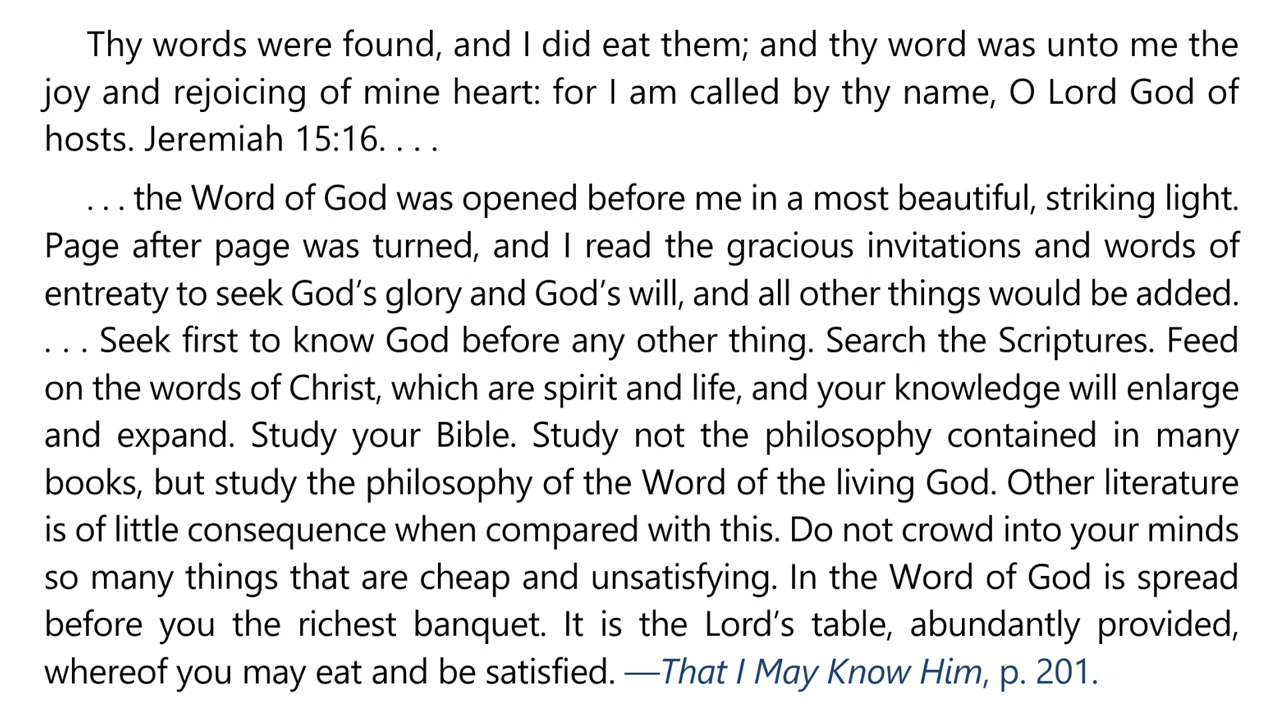 Thy words were found, and I did eat them; and thy word was unto me the
joy and rejoicing of mine heart: for I am called by thy name, O Lord God of
hosts. Jeremiah 15:16. . . .
. . . the Word of God was opened before me in a most beautiful, striking light.
Page after page was turned, and I read the gracious invitations and words of
entreaty to seek God’s glory and God’s will, and all other things would be added.
. . . Seek first to know God before any other thing. Search the Scriptures. Feed
on the words of Christ, which are spirit and life, and your knowledge will enlarge
and expand. Study your Bible. Study not the philosophy contained in many
books, but study the philosophy of the Word of the living God. Other literature
is of little consequence when compared with this. Do not crowd into your minds
so many things that are cheap and unsatisfying. In the Word of God is spread
before you the richest banquet. It is the Lord’s table, abundantly provided,
whereof you may eat and be satisfied. —That I May Know Him, p. 201.